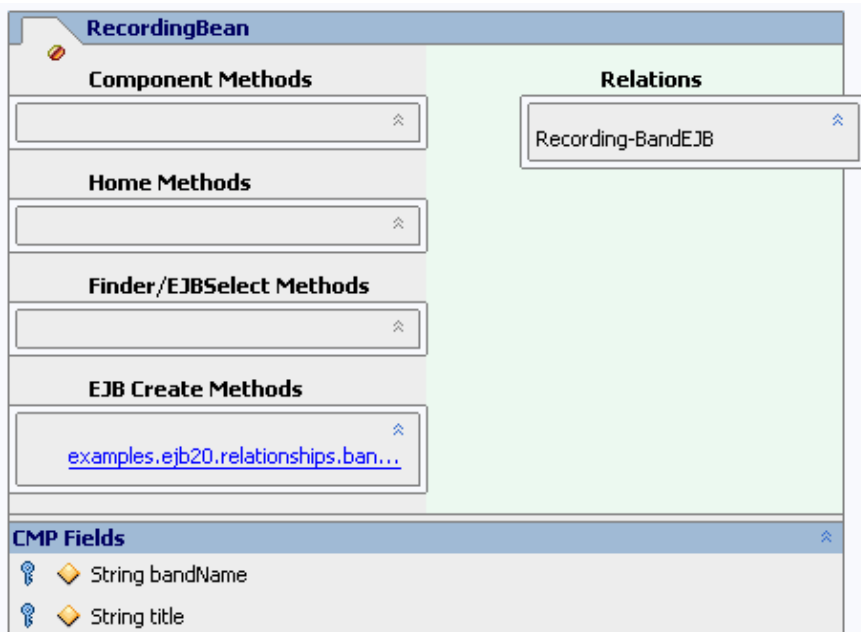 RecordingBean
Component Methods
Home Methods
Finder/EJBSelect Methods
EJB Create Methods
examples.ejb20.relationships.ban...
Relations
Recording-BandEJB
CMP Fields
String bandName
String title